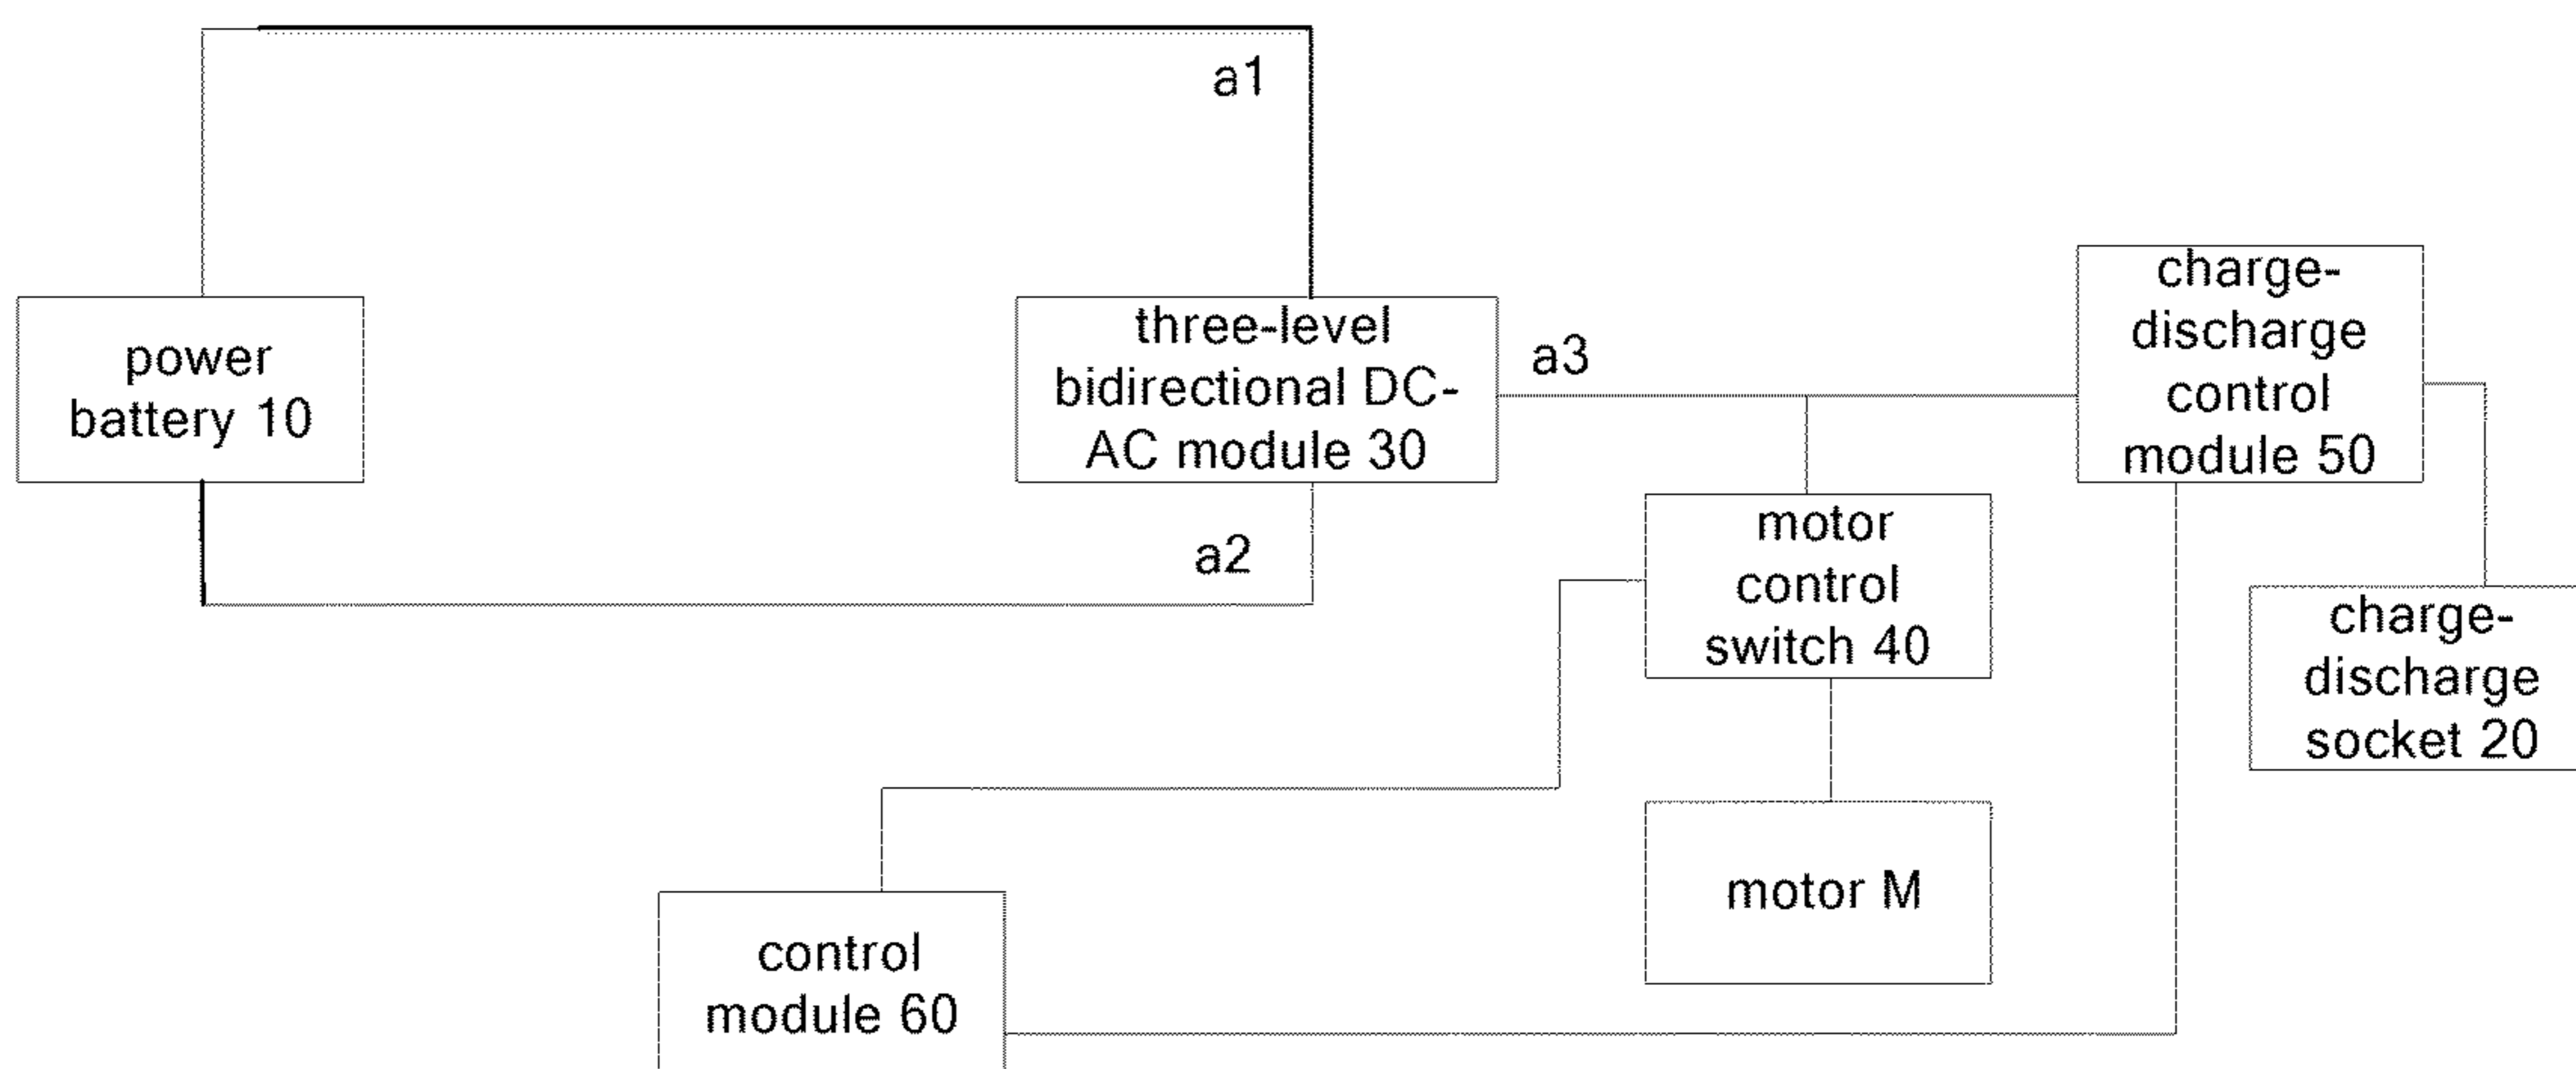 a1
power
battery 10
three-level
bidirectional DC-
AC module 30
a3
charge-
discharge
control
module 50
a2
motor
control
switch 40
charge-
discharge
socket 20
motor M
control
module 60